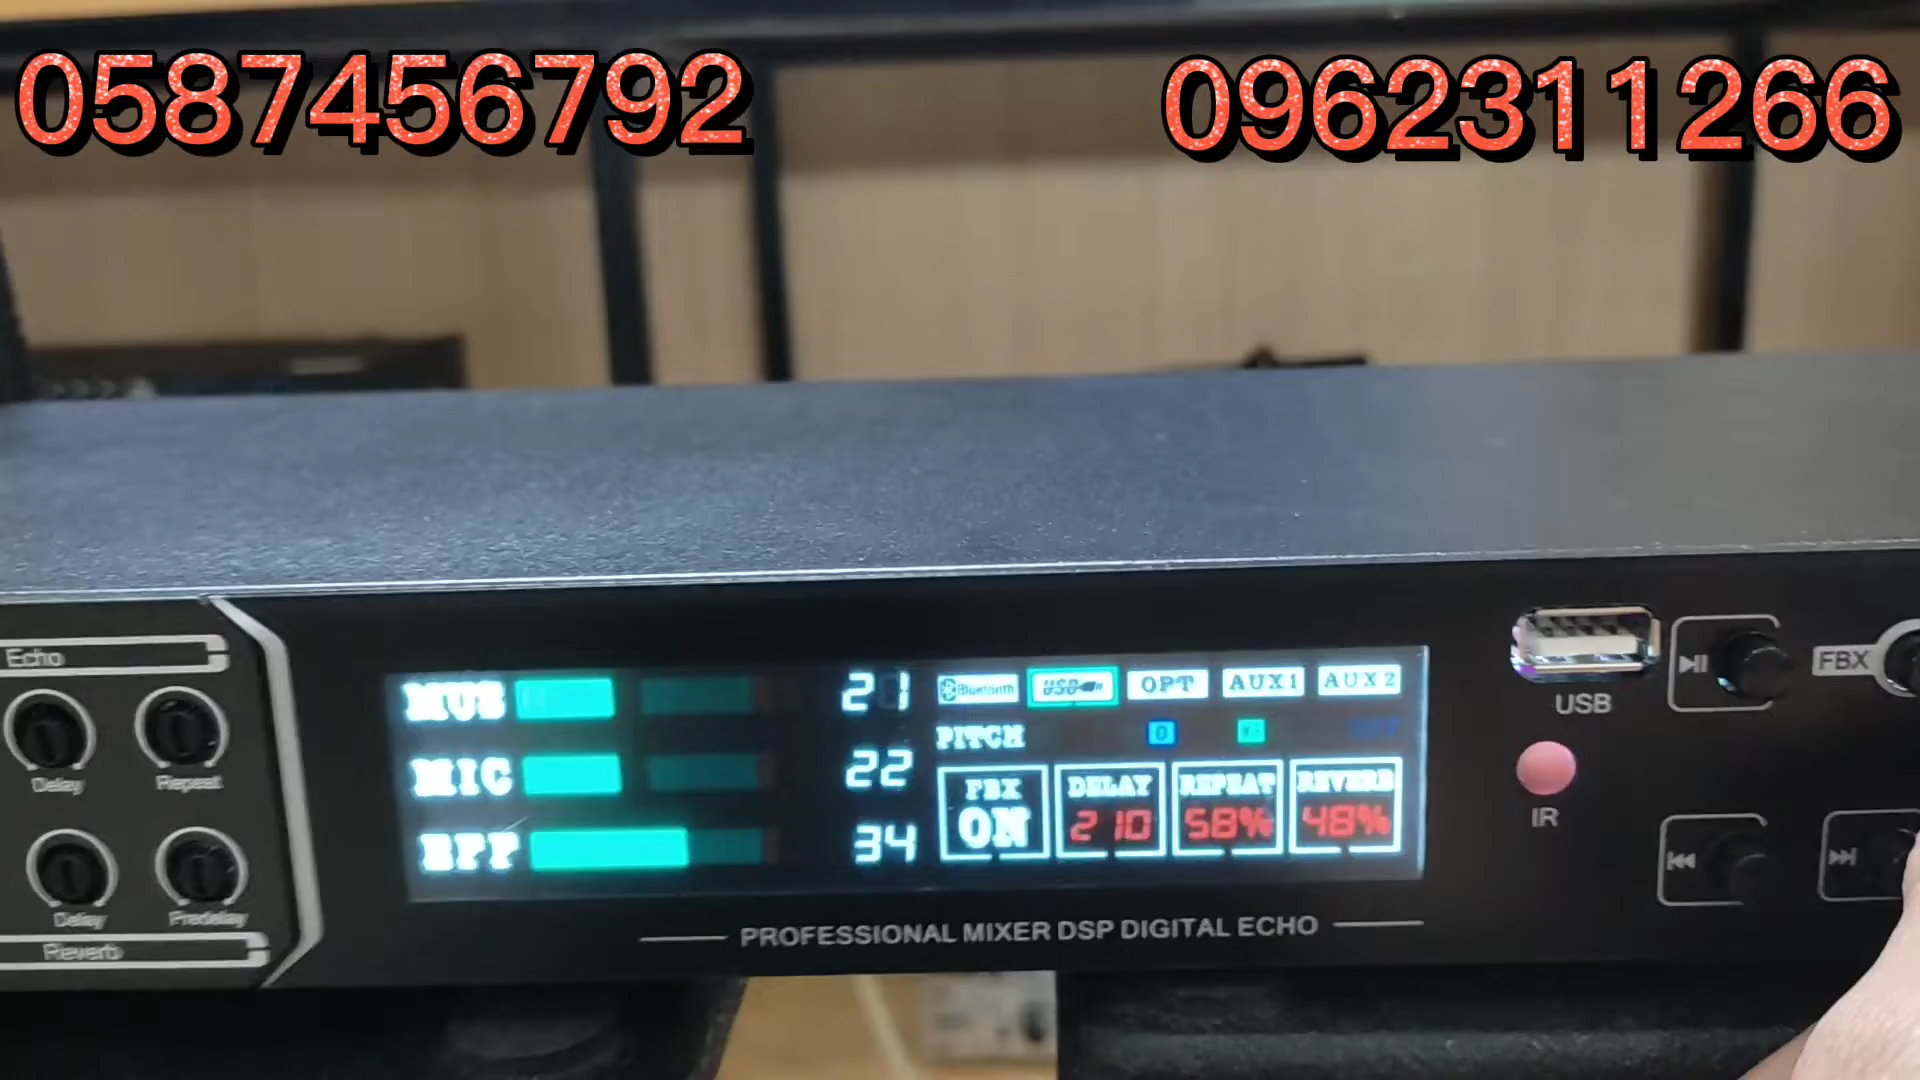 0587456792
0962311266
Echo
Delay
Repeat
Delay
Predelay
Reverb
MUS 21
MIC 22
EFF 34
Bluetooth USB OPT AUX1 AUX2
PITCH 0
FBX ON
DELAY 210
REPEAT 58%
REVERB 48%
PROFESSIONAL MIXER DSP DIGITAL ECHO
USB
IR
FBX